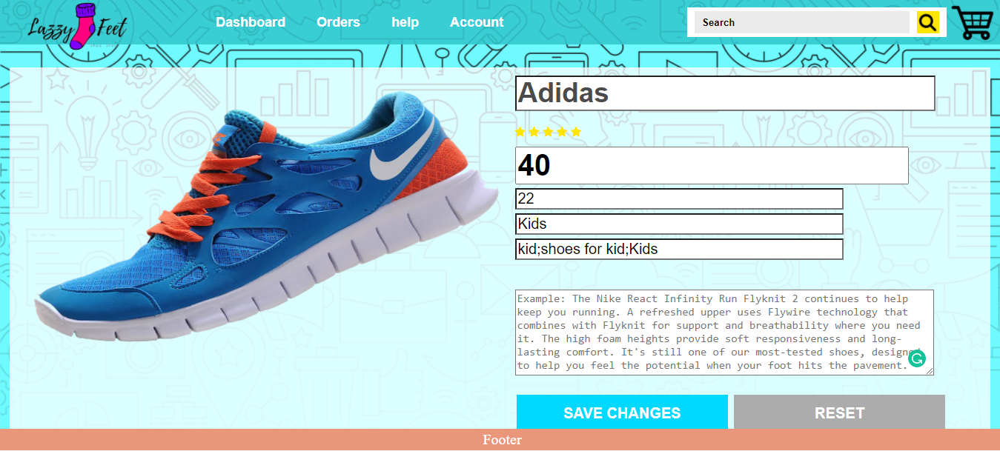 Lazzy Feet
Dashboard Orders help Account
Search
Adidas
40
22
Kids
kid;shoes for kid;Kids
Example: The Nike React Infinity Run Flyknit 2 continues to help
keep you running. A refreshed upper uses Flywire technology that
combines with Flyknit for support and breathability where you need
it. The high foam heights provide soft responsiveness and long-
lasting comfort. It's still one of our most-tested shoes, designed
to help you feel the potential when your foot hits the pavement.
SAVE CHANGES RESET
Footer